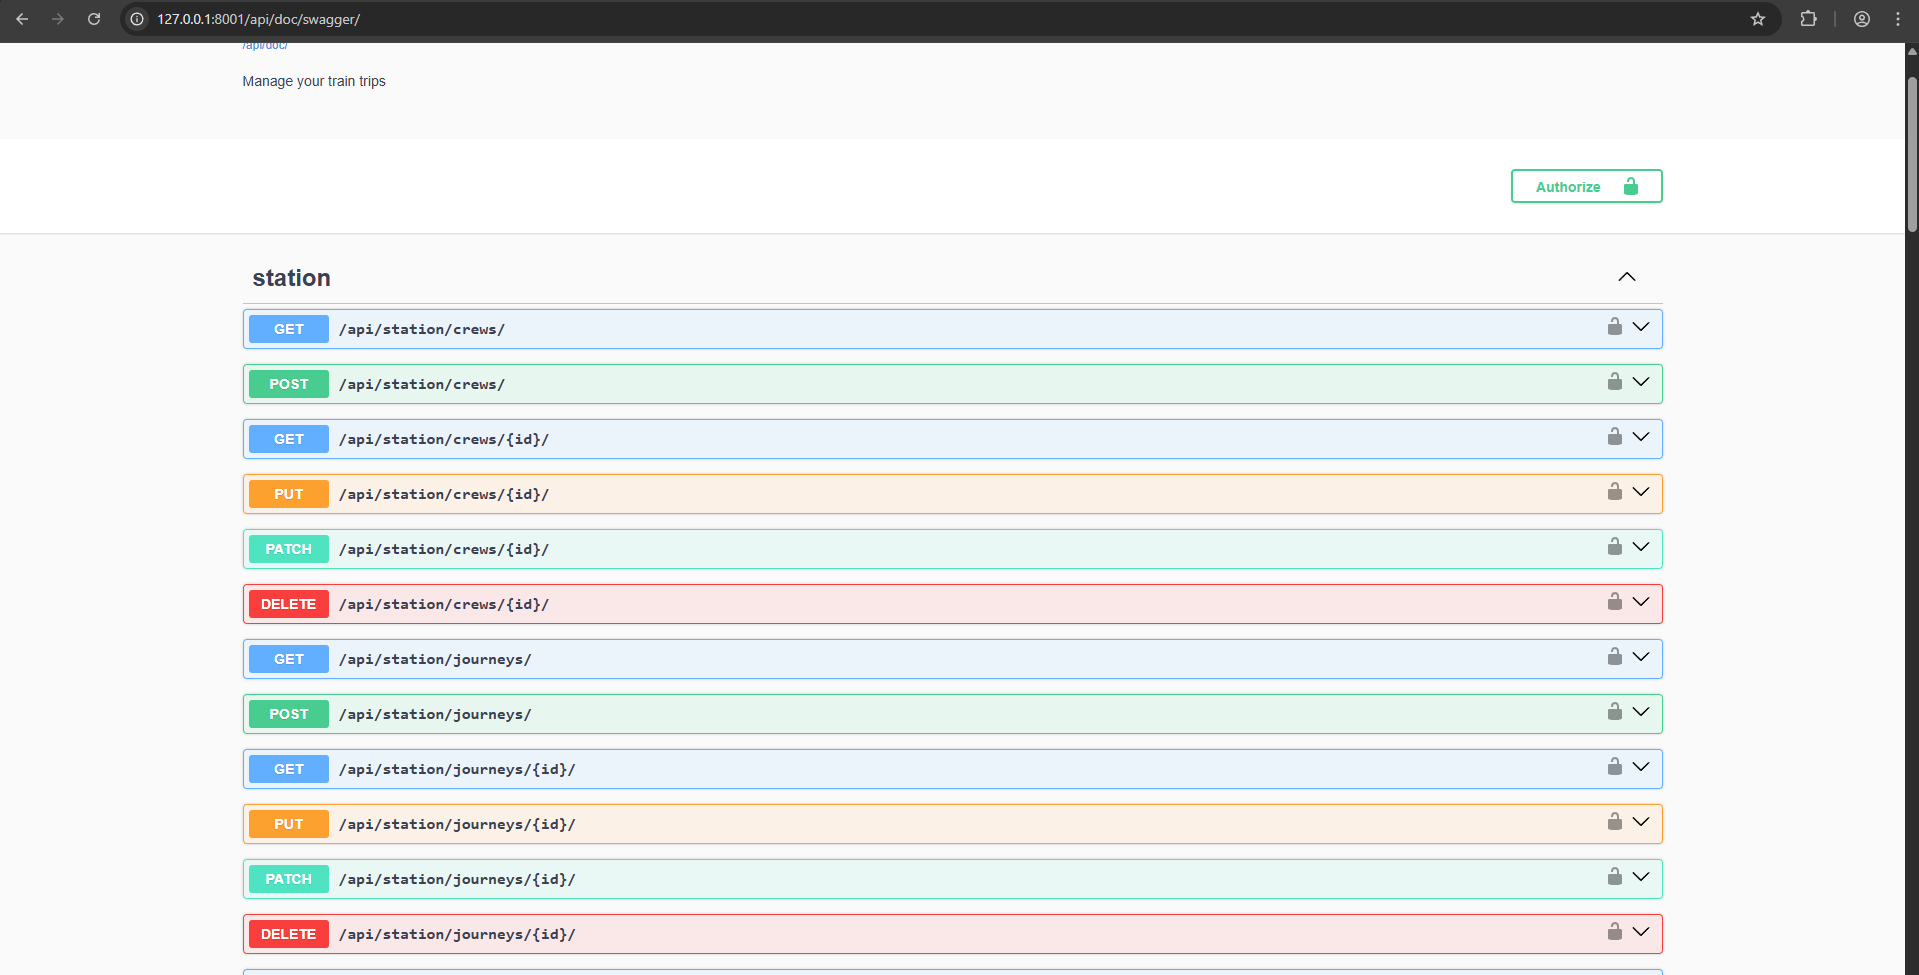 127.0.0.1:8001/api/doc/swagger/
/api/doc/
Manage your train trips
Authorize
station
GET /api/station/crews/
POST /api/station/crews/
GET /api/station/crews/{id}/
PUT /api/station/crews/{id}/
PATCH /api/station/crews/{id}/
DELETE /api/station/crews/{id}/
GET /api/station/journeys/
POST /api/station/journeys/
GET /api/station/journeys/{id}/
PUT /api/station/journeys/{id}/
PATCH /api/station/journeys/{id}/
DELETE /api/station/journeys/{id}/